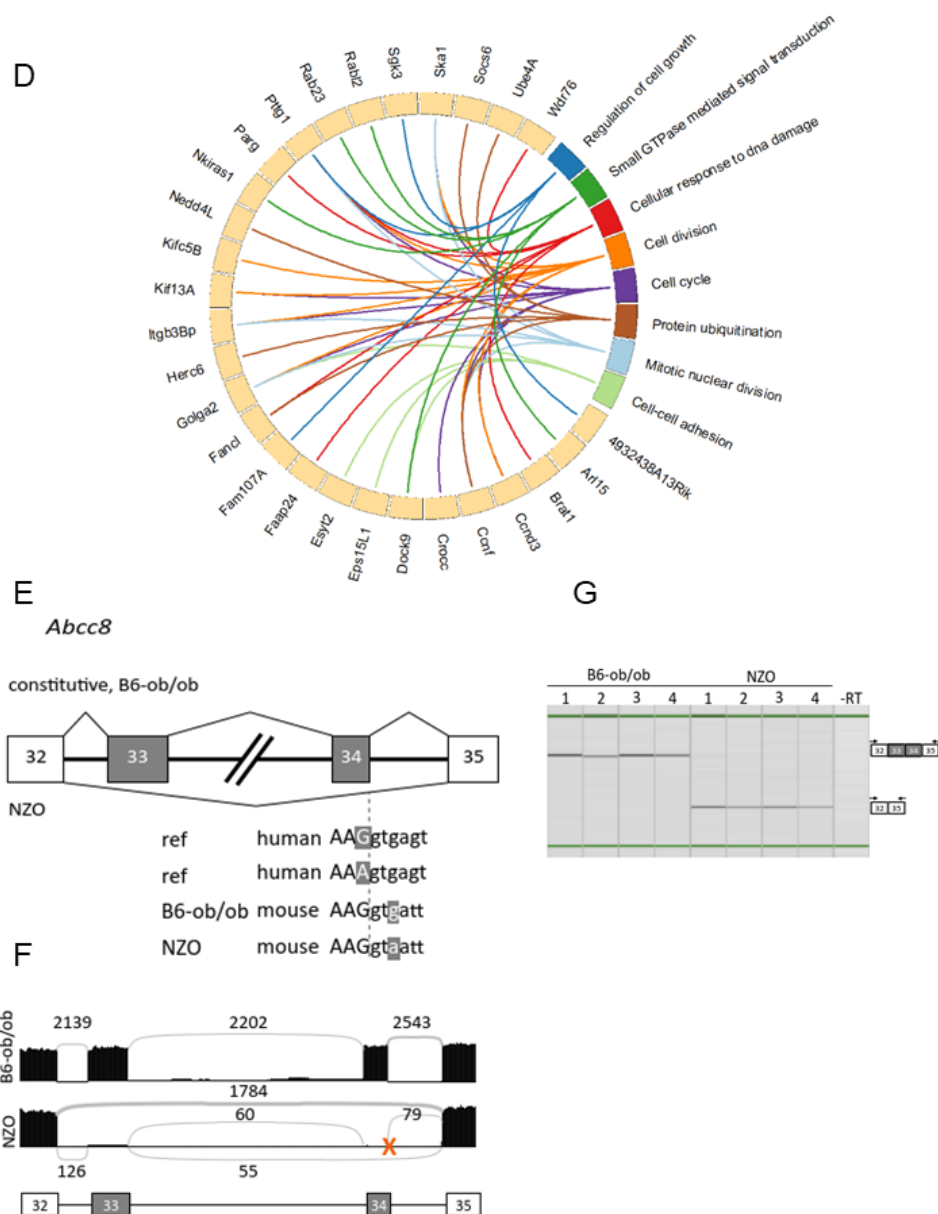 D
Nkiras1
Parg
Pttg1
Rab23
Rabl2
Sgk3
Ska1
Socs6
Ube4A
Wdr76
Regulation of cell growth
Small GTPase mediated signal transduction
Cellular response to dna damage
Cell division
Cell cycle
Protein ubiquitination
Mitotic nuclear division
Cell-cell adhesion
4932438A13Rik
Arl15
Brat1
Ccnd3
Ccnf
Crocc
Dock9
Eps15L1
Esyt2
Faap24
Fam107A
Fancl
Golga2
Herc6
Itgb3Bp
Kif13A
Kifc5B
Nedd4L
E
Abcc8
constitutive, B6-ob/ob
32 33 34 35
NZO
ref human AAGgtgagt
ref human AAAgtgagt
B6-ob/ob mouse AAGgtgatt
NZO mouse AAGgtaatt
G
B6-ob/ob NZO
1 2 3 4 1 2 3 4 -RT
32 33 34 35
32 35
F
B6-ob/ob
2139 2202 2543
NZO
1784
60 79
X
126 55
32 33 34 35